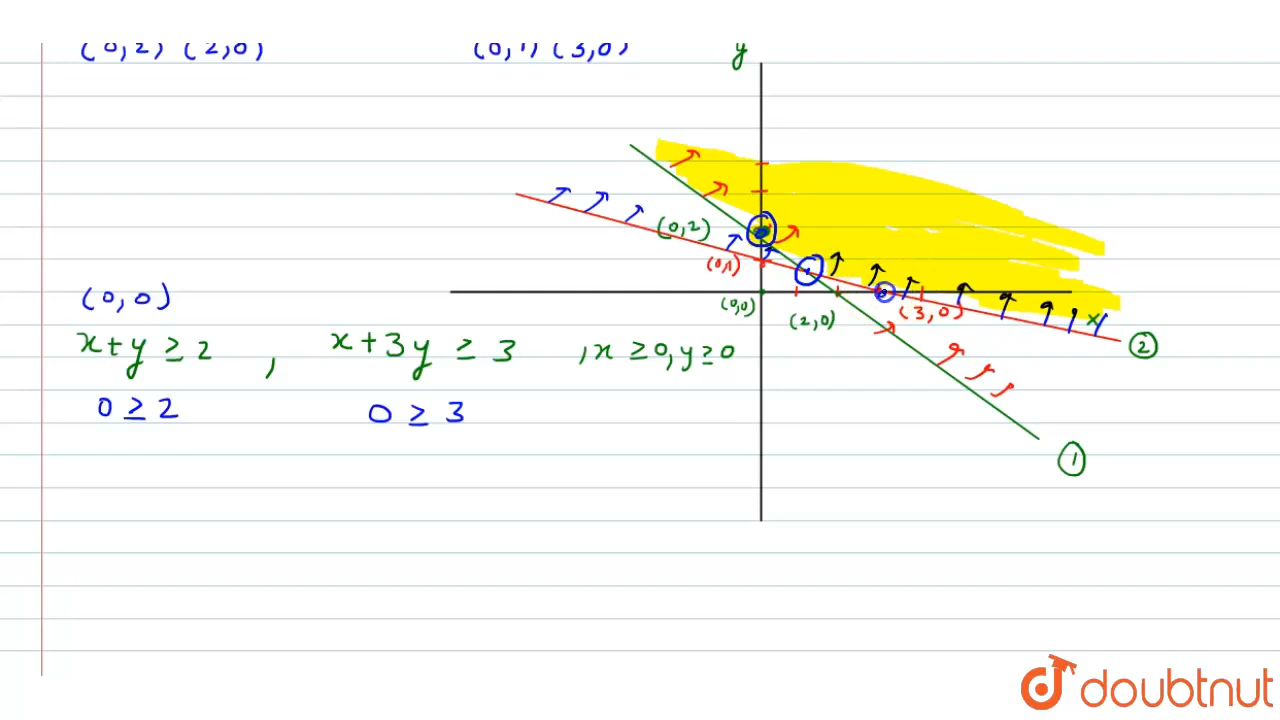 (0,2) (2,0)
(0,1) (3,0)
y
(0,2)
(0,1)
(0,0)
(0,0)
(2,0)
(3,0)
x
2
x+y ≥ 2 , x+3y ≥ 3 , x ≥ 0, y ≥ 0
0 ≥ 2
0 ≥ 3
1
doubtnut